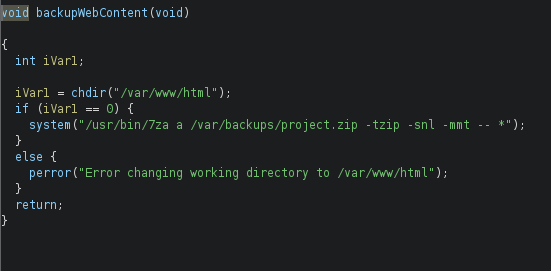 void backupWebContent(void)
{
int iVar1;
iVar1 = chdir("/var/www/html");
if (iVar1 == 0) {
system("/usr/bin/7za a /var/backups/project.zip -tzip -snl -mmt -- *");
}
else {
perror("Error changing working directory to /var/www/html");
}
return;
}